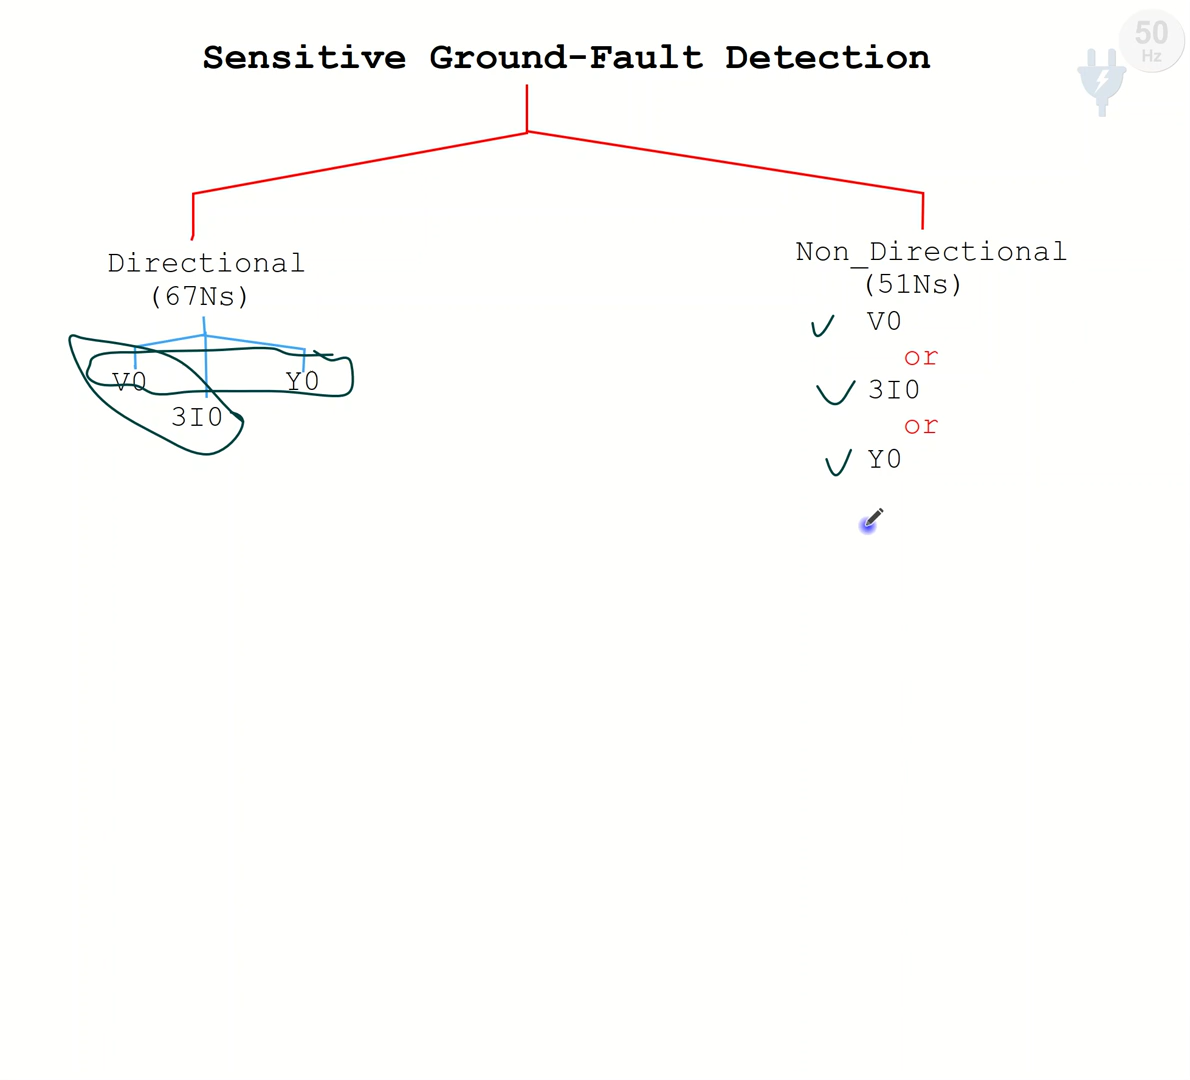 50
Hz
Sensitive Ground-Fault Detection
Directional
(67Ns)
V0
Y0
3I0
Non_Directional
(51Ns)
V0
or
3I0
or
Y0